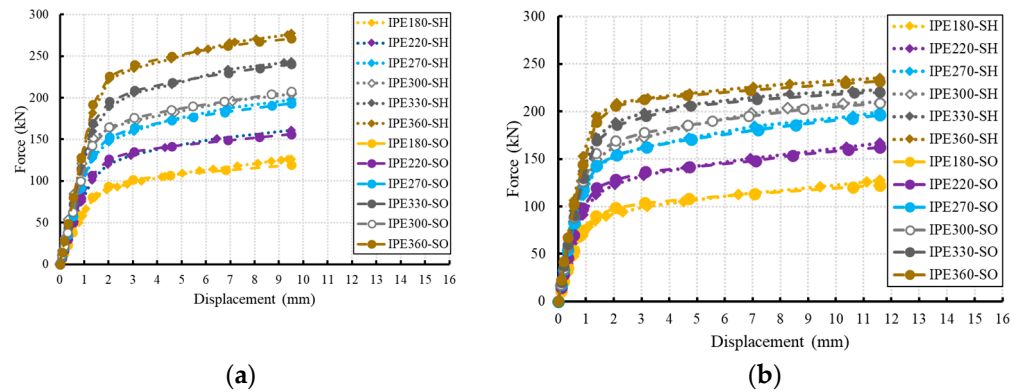 300
250
200
150
100
50
0
Force (kN)
0 1 2 3 4 5 6 7 8 9 10 11 12 13 14 15 16
Displacement (mm)
IPE180-SH
IPE220-SH
IPE270-SH
IPE300-SH
IPE330-SH
IPE360-SH
IPE180-SO
IPE220-SO
IPE270-SO
IPE330-SO
IPE300-SO
IPE360-SO
(a)
300
250
200
150
100
50
0
Force (kN)
0 1 2 3 4 5 6 7 8 9 10 11 12 13 14 15 16
Displacement (mm)
IPE180-SH
IPE220-SH
IPE270-SH
IPE300-SH
IPE330-SH
IPE360-SH
IPE180-SO
IPE220-SO
IPE270-SO
IPE300-SO
IPE330-SO
IPE360-SO
(b)